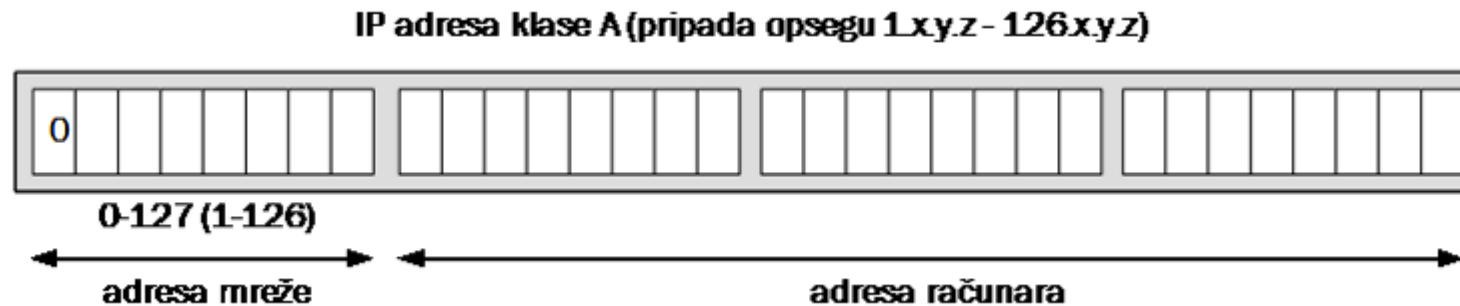 IP adresa klase A (pripada opsegu 1.x.y.z - 126.x.y.z)
0
0-127 (1-126)
adresa mreže
adresa računara